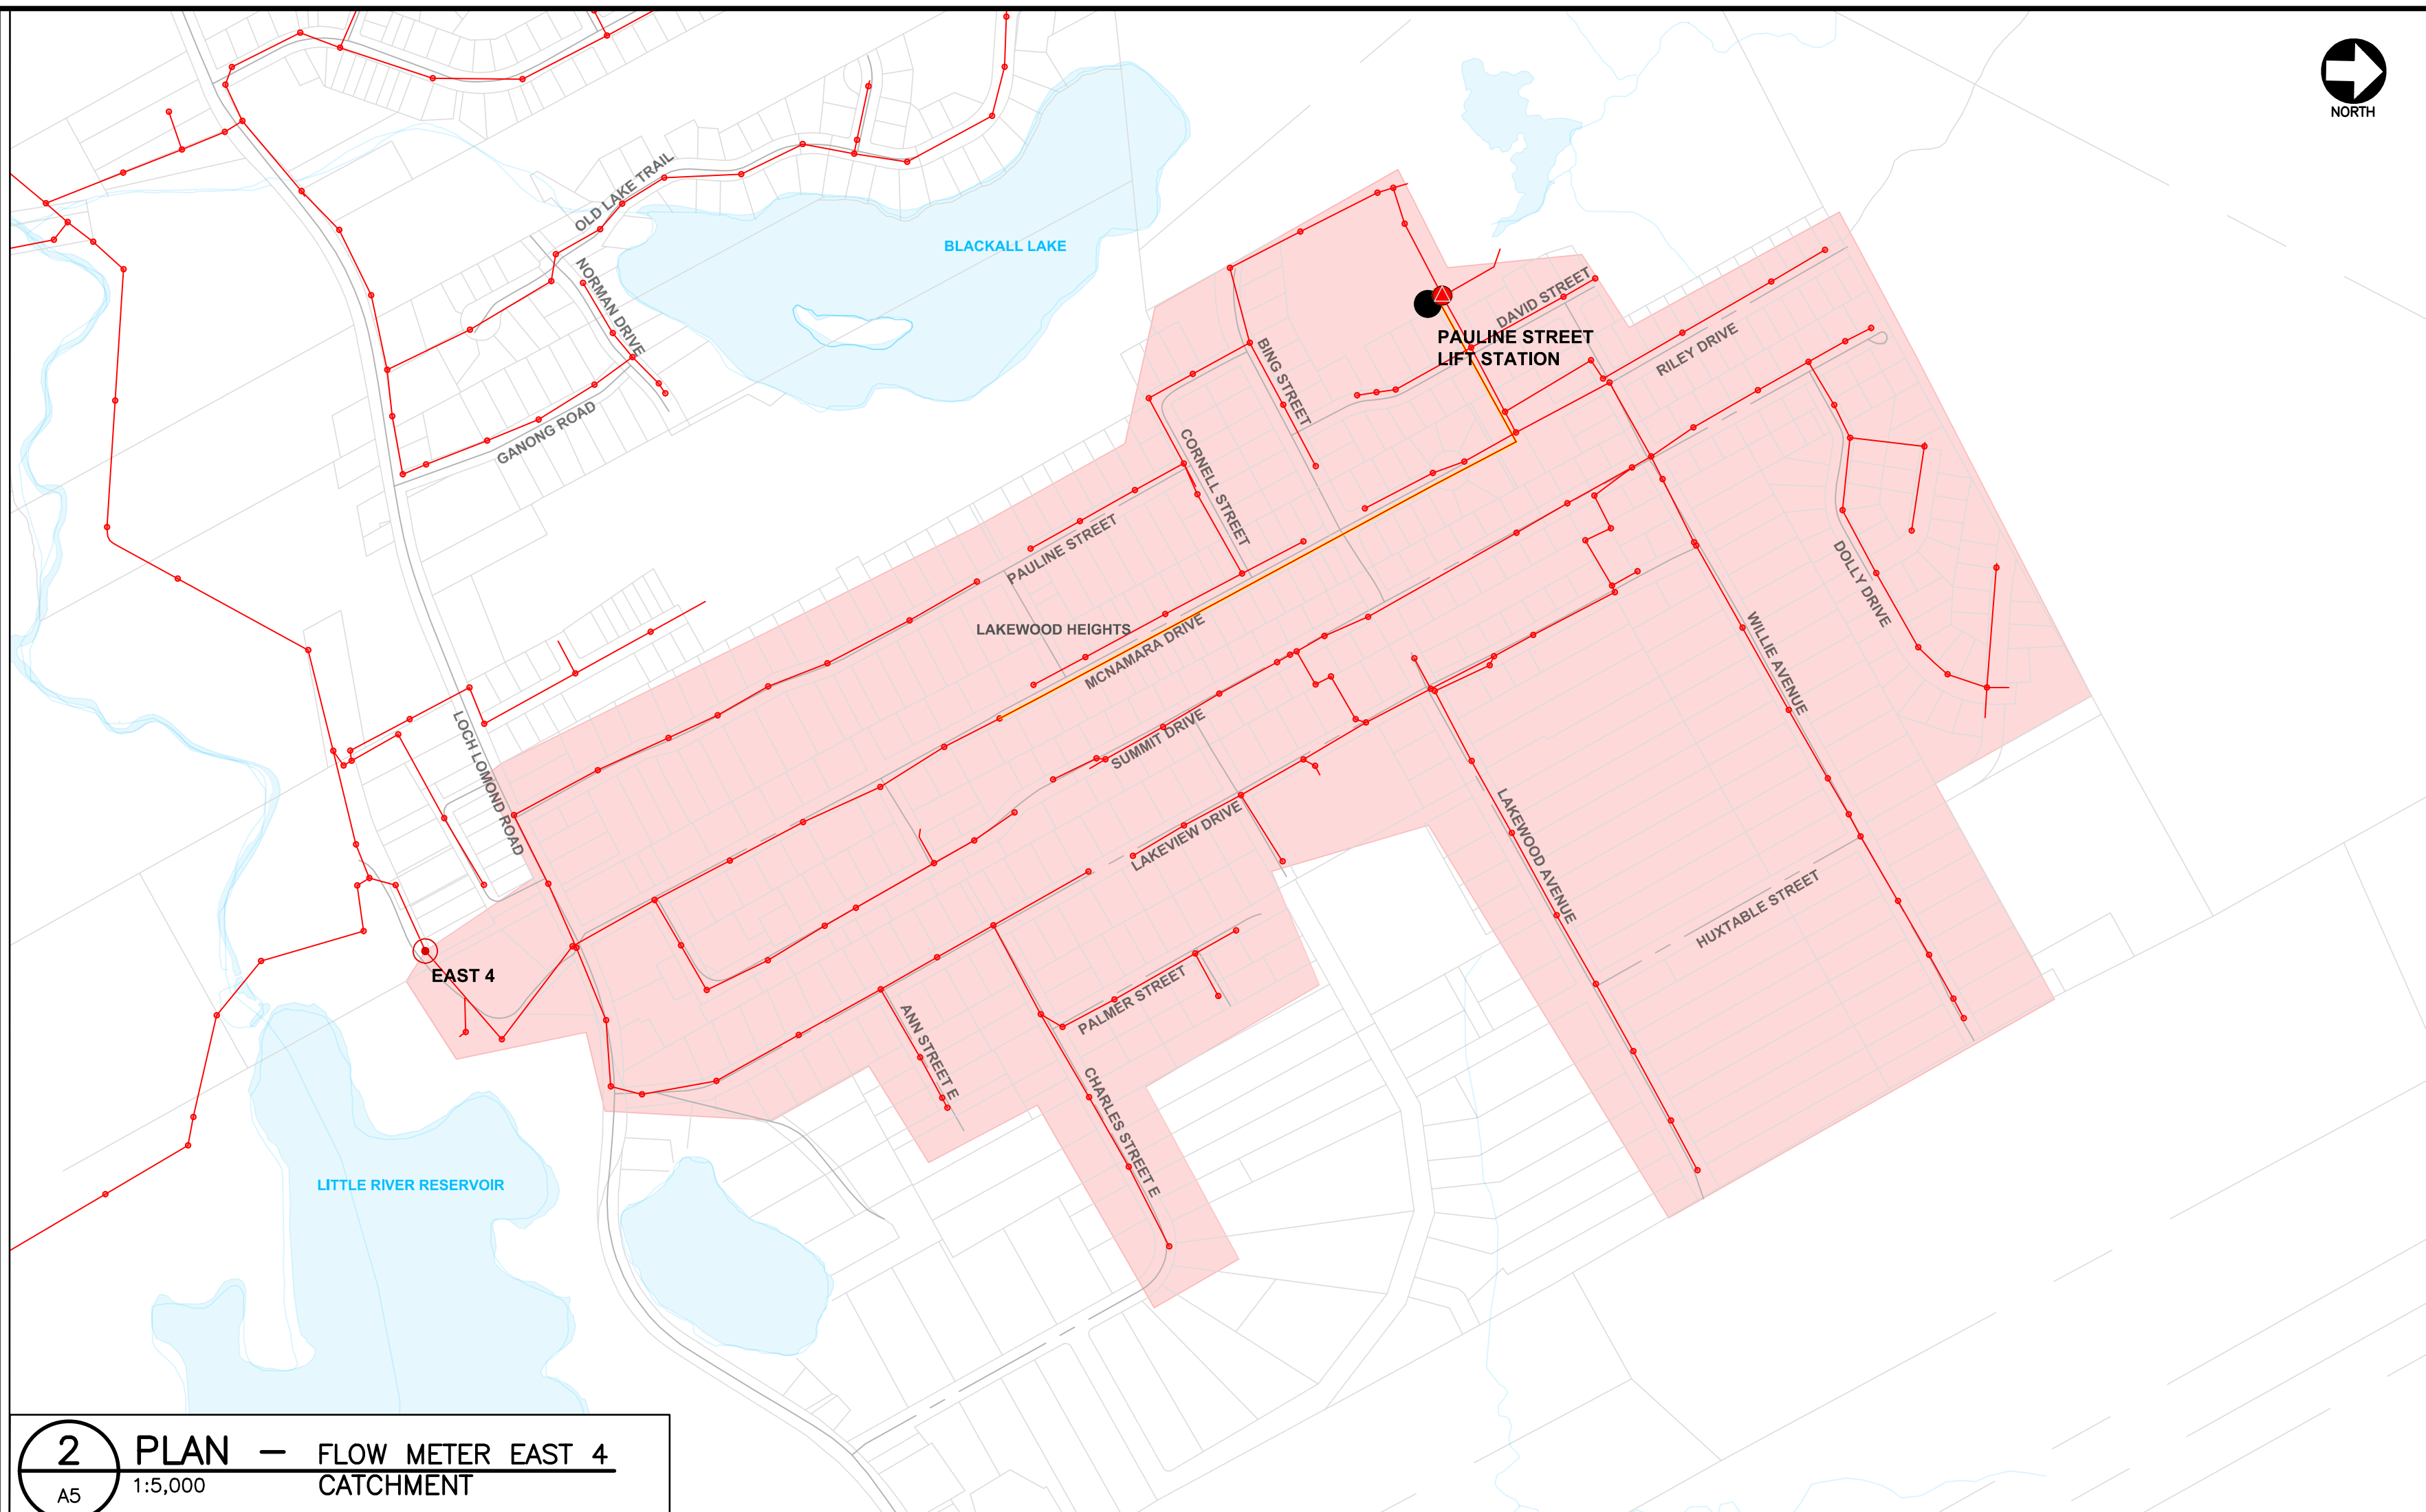 NORTH
OLD LAKE TRAIL
BLACKALL LAKE
NORMAN DRIVE
DAVID STREET
PAULINE STREET
LIFT STATION
RILEY DRIVE
BING STREET
GANONG ROAD
CORNELL STREET
PAULINE STREET
DOLLY DRIVE
LAKEWOOD HEIGHTS
MCNAMARA DRIVE
WILLIE AVENUE
SUMMIT DRIVE
LOCH LOMOND ROAD
LAKEVIEW DRIVE
LAKEWOOD AVENUE
HUXTABLE STREET
EAST 4
PALMER STREET
ANN STREET E
CHARLES STREET E
LITTLE RIVER RESERVOIR
2
A5
PLAN - FLOW METER EAST 4
1:5,000 CATCHMENT